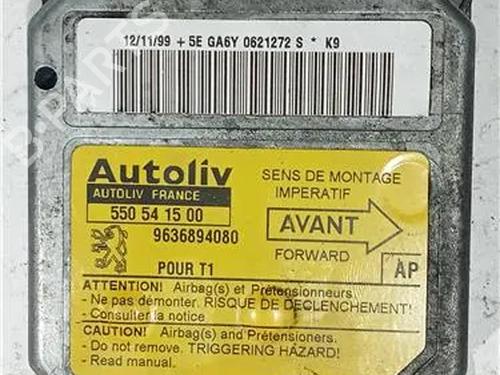 12/11/99 + 5E GA6Y 0621272 S * K9
Autoliv
AUTOLIV FRANCE
550 54 15 00
9636894080
POUR T1
SENS DE MONTAGE
IMPERATIF
AVANT
FORWARD
AP
ATTENTION! Airbag(s) et Prétensionneurs
- Ne pas démonter. RISQUE DE DECLENCHEMENT!
- Consulter la notice
CAUTION! Airbag(s) and Pretensioners.
- Do not remove. TRIGGERING HAZARD!
- Read manual.
B-PARTS